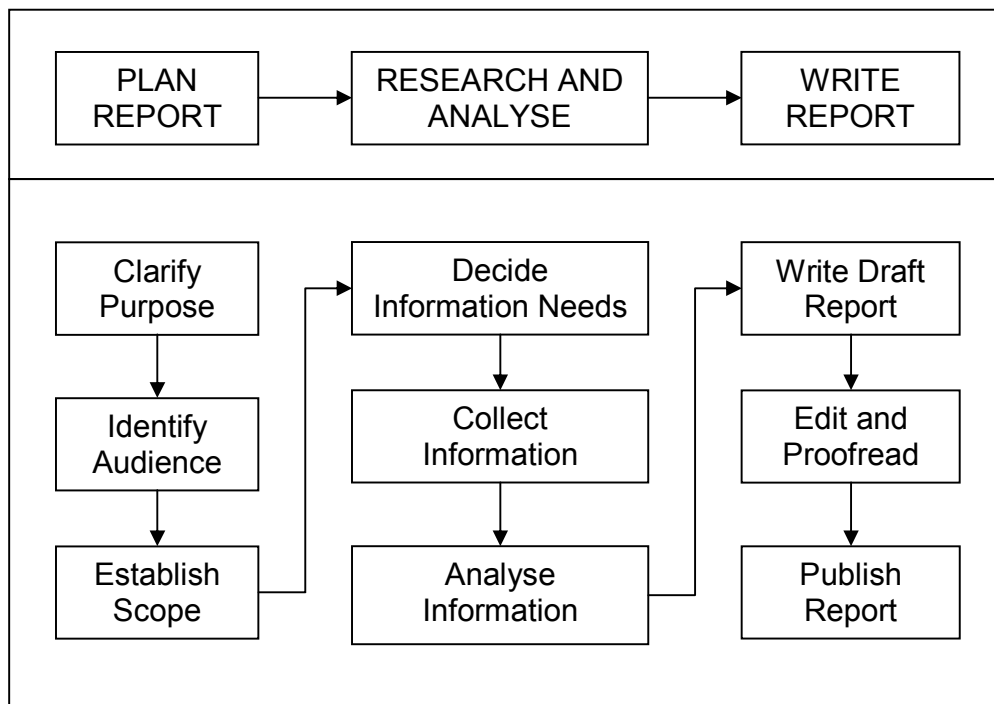 PLAN
REPORT
RESEARCH AND
ANALYSE
WRITE
REPORT
Clarify
Purpose
Identify
Audience
Establish
Scope
Decide
Information Needs
Collect
Information
Analyse
Information
Write Draft
Report
Edit and
Proofread
Publish
Report